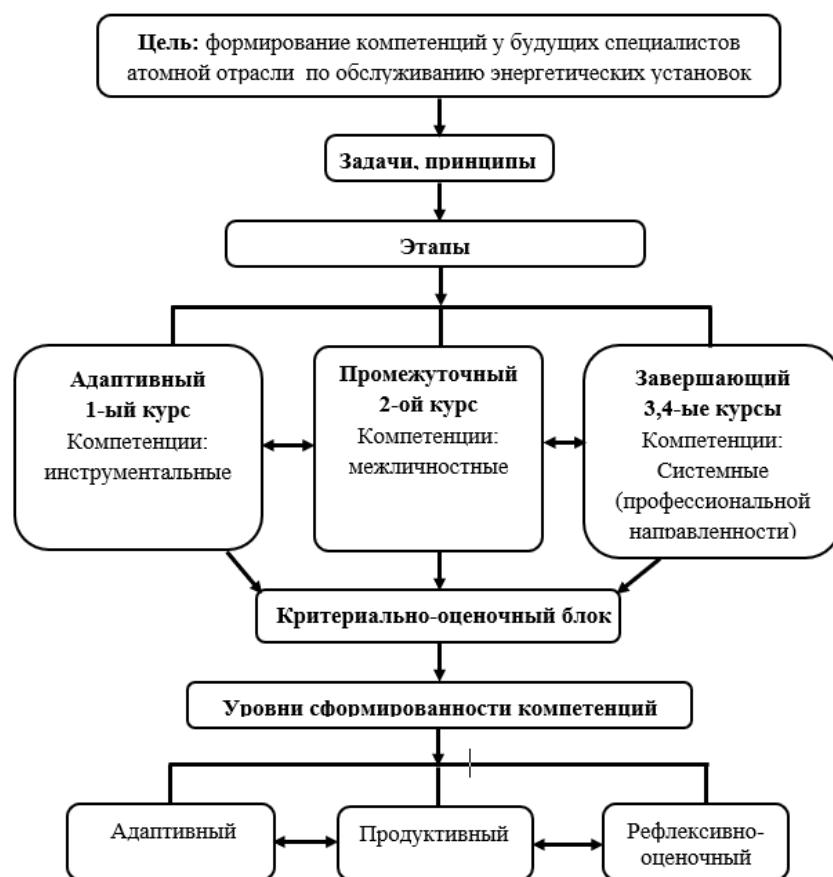 Цель: формирование компетенций у будущих специалистов
атомной отрасли по обслуживанию энергетических установок
Задачи, принципы
Этапы
Адаптивный
1-ый курс
Компетенции:
инструментальные
Промежуточный
2-ой курс
Компетенции:
межличностные
Завершающий
3,4-ые курсы
Компетенции:
Системные
(профессиональной
направленности)
Критериально-оценочный блок
Уровни сформированности компетенций
Адаптивный
Продуктивный
Рефлексивно-
оценочный